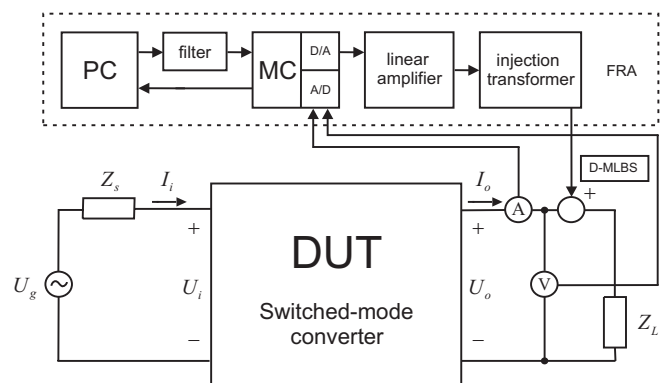 filter
D/A
PC
MC
linear
amplifier
injection
transformer
FRA
A/D
D-MLBS
Z_s
I_i
I_o
A
+
+
+
DUT
U_g
U_i
U_o
V
Switched-mode
converter
Z_L
−
−